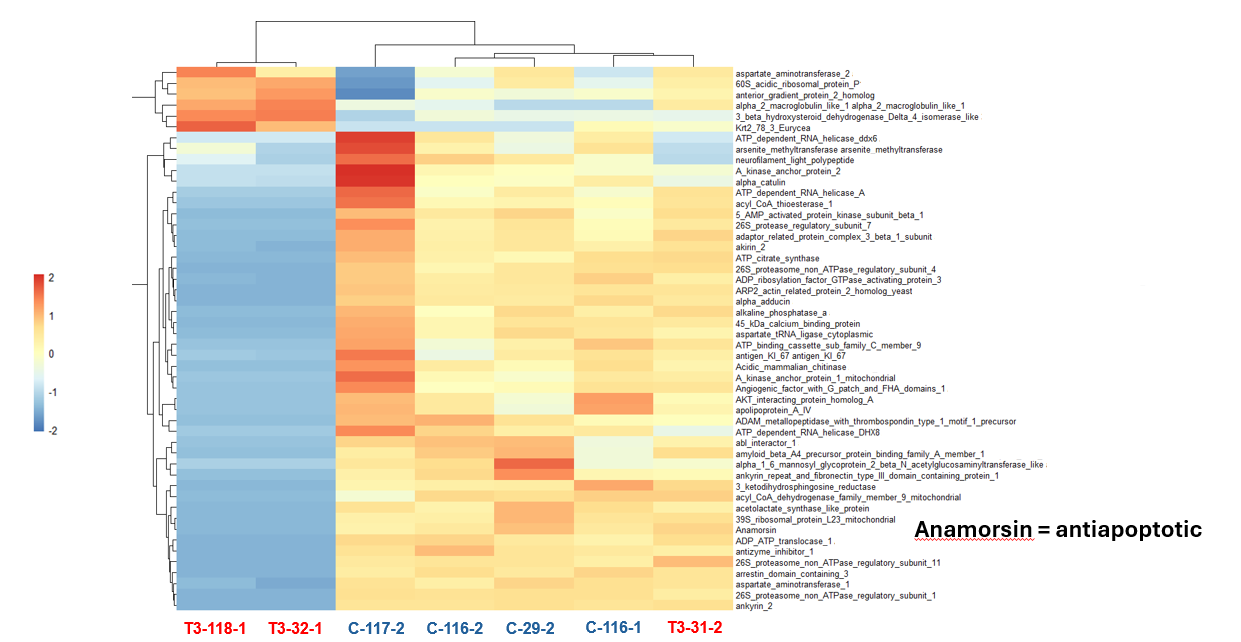 aspartate_aminotransferase_2
60S_acidic_ribosomal_protein_P'
anterior_gradient_protein_2_homolog
alpha_2_macroglobulin_like_1 alpha_2_macroglobulin_like_1
3_beta_hydroxysteroid_dehydrogenase_Delta_4_isomerase_like
Krt2_78_3_Eurycea
ATP_dependent_RNA_helicase_ddx6
arsenite_methyltransferase arsenite_methyltransferase
neurofilament_light_polypeptide
A_kinase_anchor_protein_2
alpha_catulin
ATP_dependent_RNA_helicase_A
acyl_CoA_thioesterase_1
5_AMP_activated_protein_kinase_subunit_beta_1
26S_protease_regulatory_subunit_7
adaptor_related_protein_complex_3_beta_1_subunit
akirin_2
ATP_citrate_synthase
26S_proteasome_non_ATPase_regulatory_subunit_4
ADP_ribosylation_factor_GTPase_activating_protein_3
ARP2_actin_related_protein_2_homolog_yeast
alpha_adducin
alkaline_phosphatase_a
45_kDa_calcium_binding_protein
aspartate_tRNA_ligase_cytoplasmic
ATP_binding_cassette_sub_family_C_member_9
antigen_KI_67 antigen_KI_67
Acidic_mammalian_chitinase
A_kinase_anchor_protein_1_mitochondrial
Angiogenic_factor_with_G_patch_and_FHA_domains_1
AKT_interacting_protein_homolog_A
apolipoprotein_A_IV
ADAM_metallopeptidase_with_thrombospondin_type_1_motif_1_precursor
ATP_dependent_RNA_helicase_DHX8
abl_interactor_1
amyloid_beta_A4_precursor_protein_binding_family_A_member_1
alpha_1_6_mannosyl_glycoprotein_2_beta_N_acetylglucosaminyltransferase_like
ankyrin_repeat_and_fibronectin_type_III_domain_containing_protein_1
3_ketodihydrosphingosine_reductase
acyl_CoA_dehydrogenase_family_member_9_mitochondrial
acetolactate_synthase_like_protein
39S_ribosomal_protein_L23_mitochondrial
Anamorsin
ADP_ATP_translocase_1
antizyme_inhibitor_1
26S_proteasome_non_ATPase_regulatory_subunit_11
arrestin_domain_containing_3
aspartate_aminotransferase_1
26S_proteasome_non_ATPase_regulatory_subunit_1
ankyrin_2
2
1
0
-1
-2
Anamorsin = antiapoptotic
T3-118-1 T3-32-1 C-117-2 C-116-2 C-29-2 C-116-1 T3-31-2